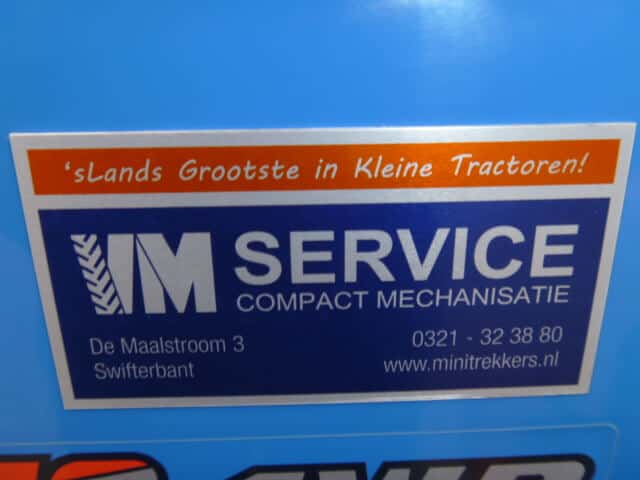 'sLands Grootste in Kleine Tractoren!
VM SERVICE
COMPACT MECHANISATIE
De Maalstroom 3
0321 - 32 38 80
Swifterbant
www.minitrekkers.nl